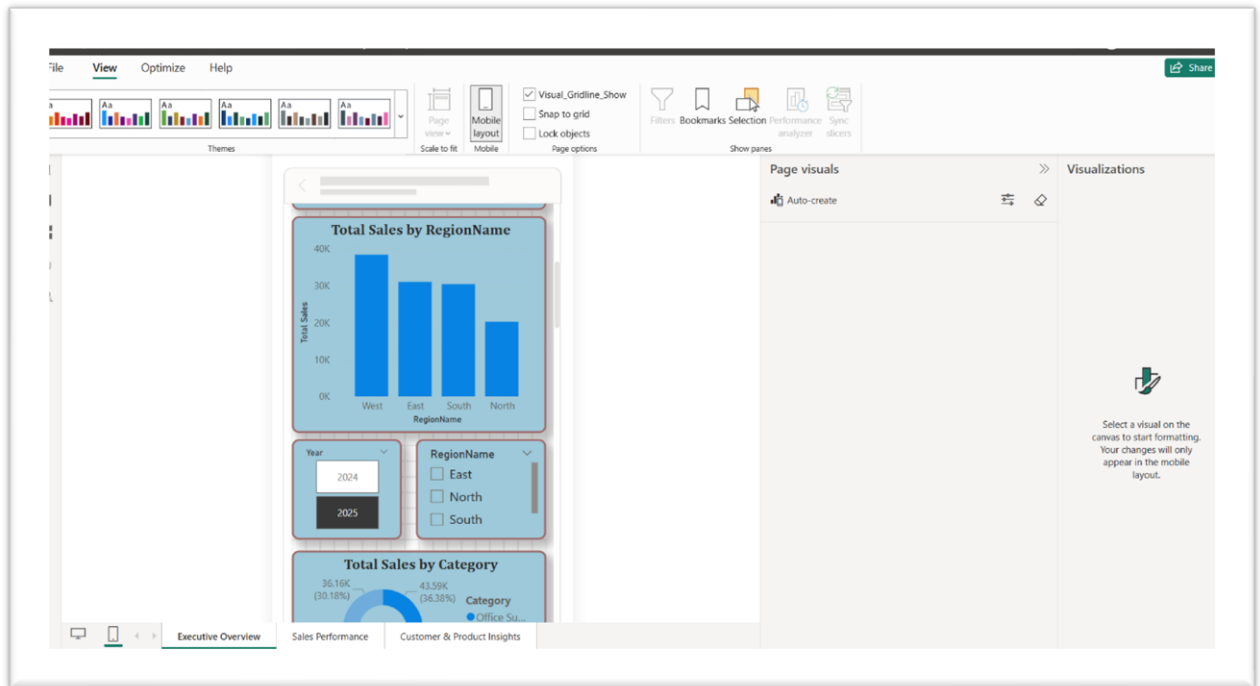 File View Optimize Help
Share
Aa Aa Aa Aa Aa
Themes
Page view
Scale to fit
Mobile layout
Mobile
Visual_Gridline_Show
Snap to grid
Lock objects
Page options
Filters Bookmarks Selection Performance analyzer Sync slicers
Show panes
Total Sales by RegionName
40K
30K
20K
10K
0K
Total Sales
West East South North
RegionName
Year
2024
2025
RegionName
East
North
South
Total Sales by Category
36.16K
(30.18%)
43.59K
(36.38%)
Category
Office Su...
Page visuals
Auto-create
Visualizations
Select a visual on the
canvas to start formatting.
Your changes will only
appear in the mobile
layout.
Executive Overview Sales Performance Customer & Product Insights